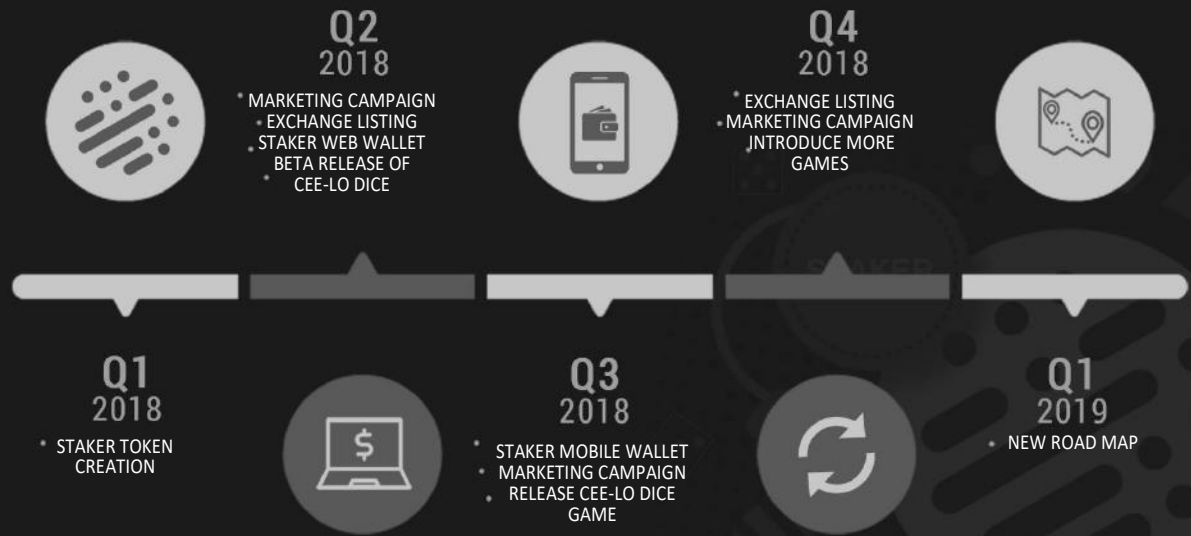 Q2
2018
• MARKETING CAMPAIGN
• EXCHANGE LISTING
• STAKER WEB WALLET
BETA RELEASE OF
• CEE-LO DICE
Q4
2018
• EXCHANGE LISTING
• MARKETING CAMPAIGN
• INTRODUCE MORE
GAMES
STAKER
Q1
2018
• STAKER TOKEN
CREATION
$
Q3
2018
• STAKER MOBILE WALLET
• MARKETING CAMPAIGN
• RELEASE CEE-LO DICE
GAME
Q1
2019
• NEW ROAD MAP